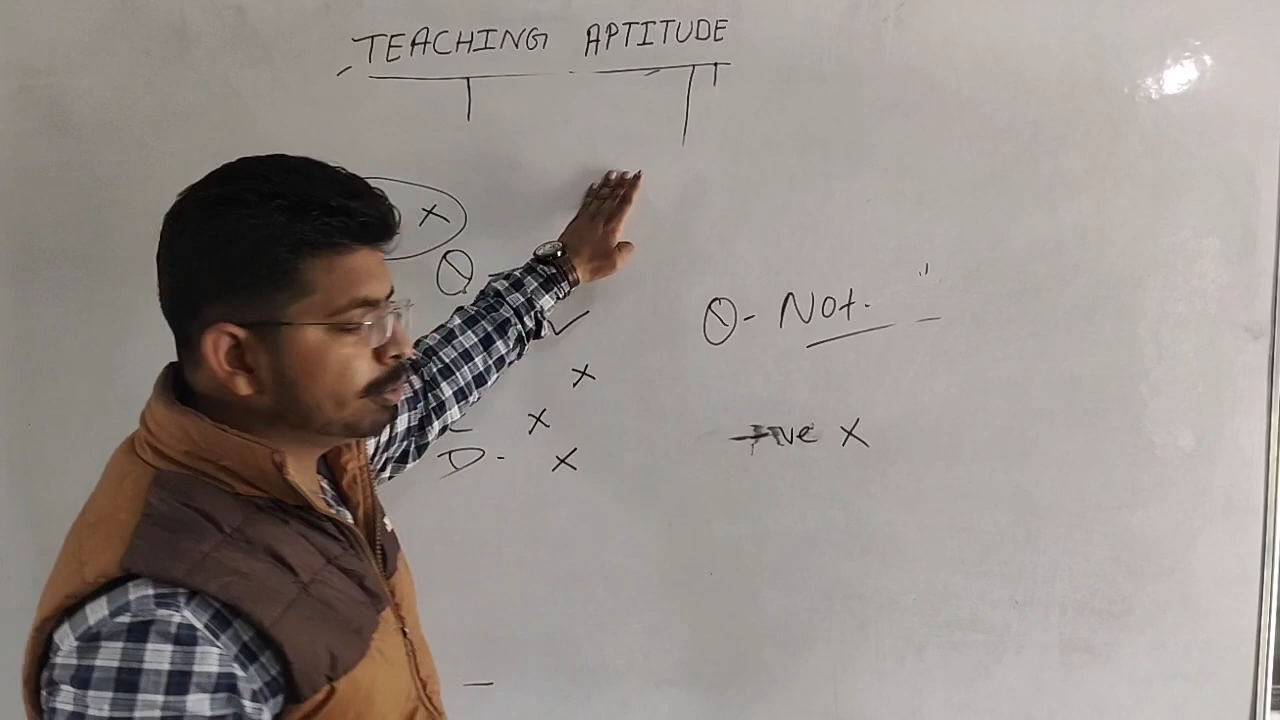 TEACHING APTITUDE
x
Q
✓
x
x
D - x
Q - Not.
ve X